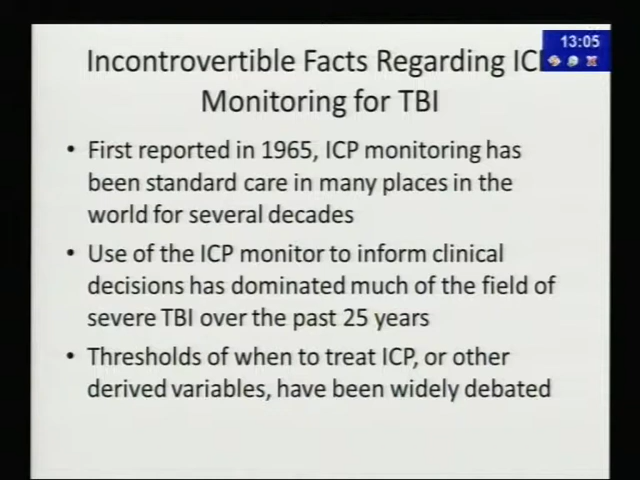 Incontrovertible Facts Regarding IC
Monitoring for TBI
13:05
• First reported in 1965, ICP monitoring has
been standard care in many places in the
world for several decades
• Use of the ICP monitor to inform clinical
decisions has dominated much of the field of
severe TBI over the past 25 years
• Thresholds of when to treat ICP, or other
derived variables, have been widely debated